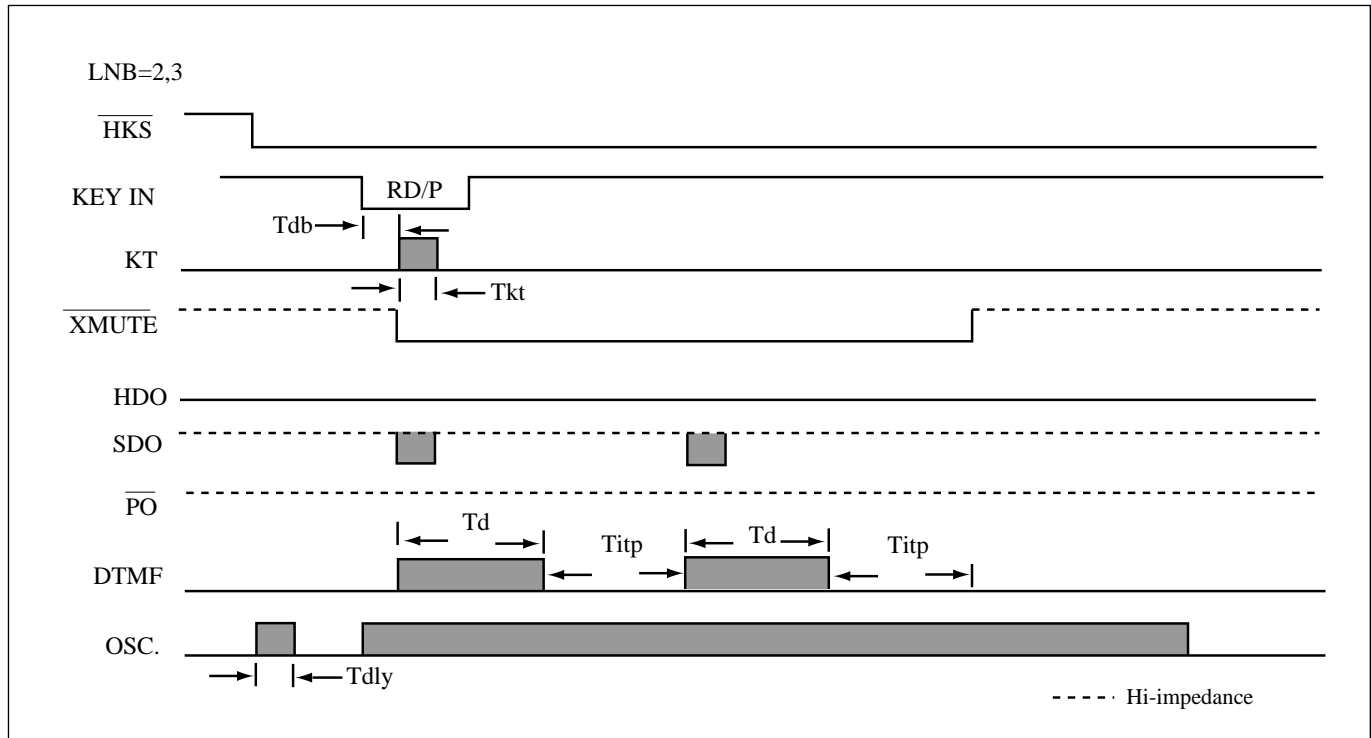 LNB=2,3
HKS
KEY IN
RD/P
Tdb
KT
Tkt
XMUTE
HDO
SDO
PO
Td
Titp
Td
Titp
DTMF
OSC.
Tdly
Hi-impedance